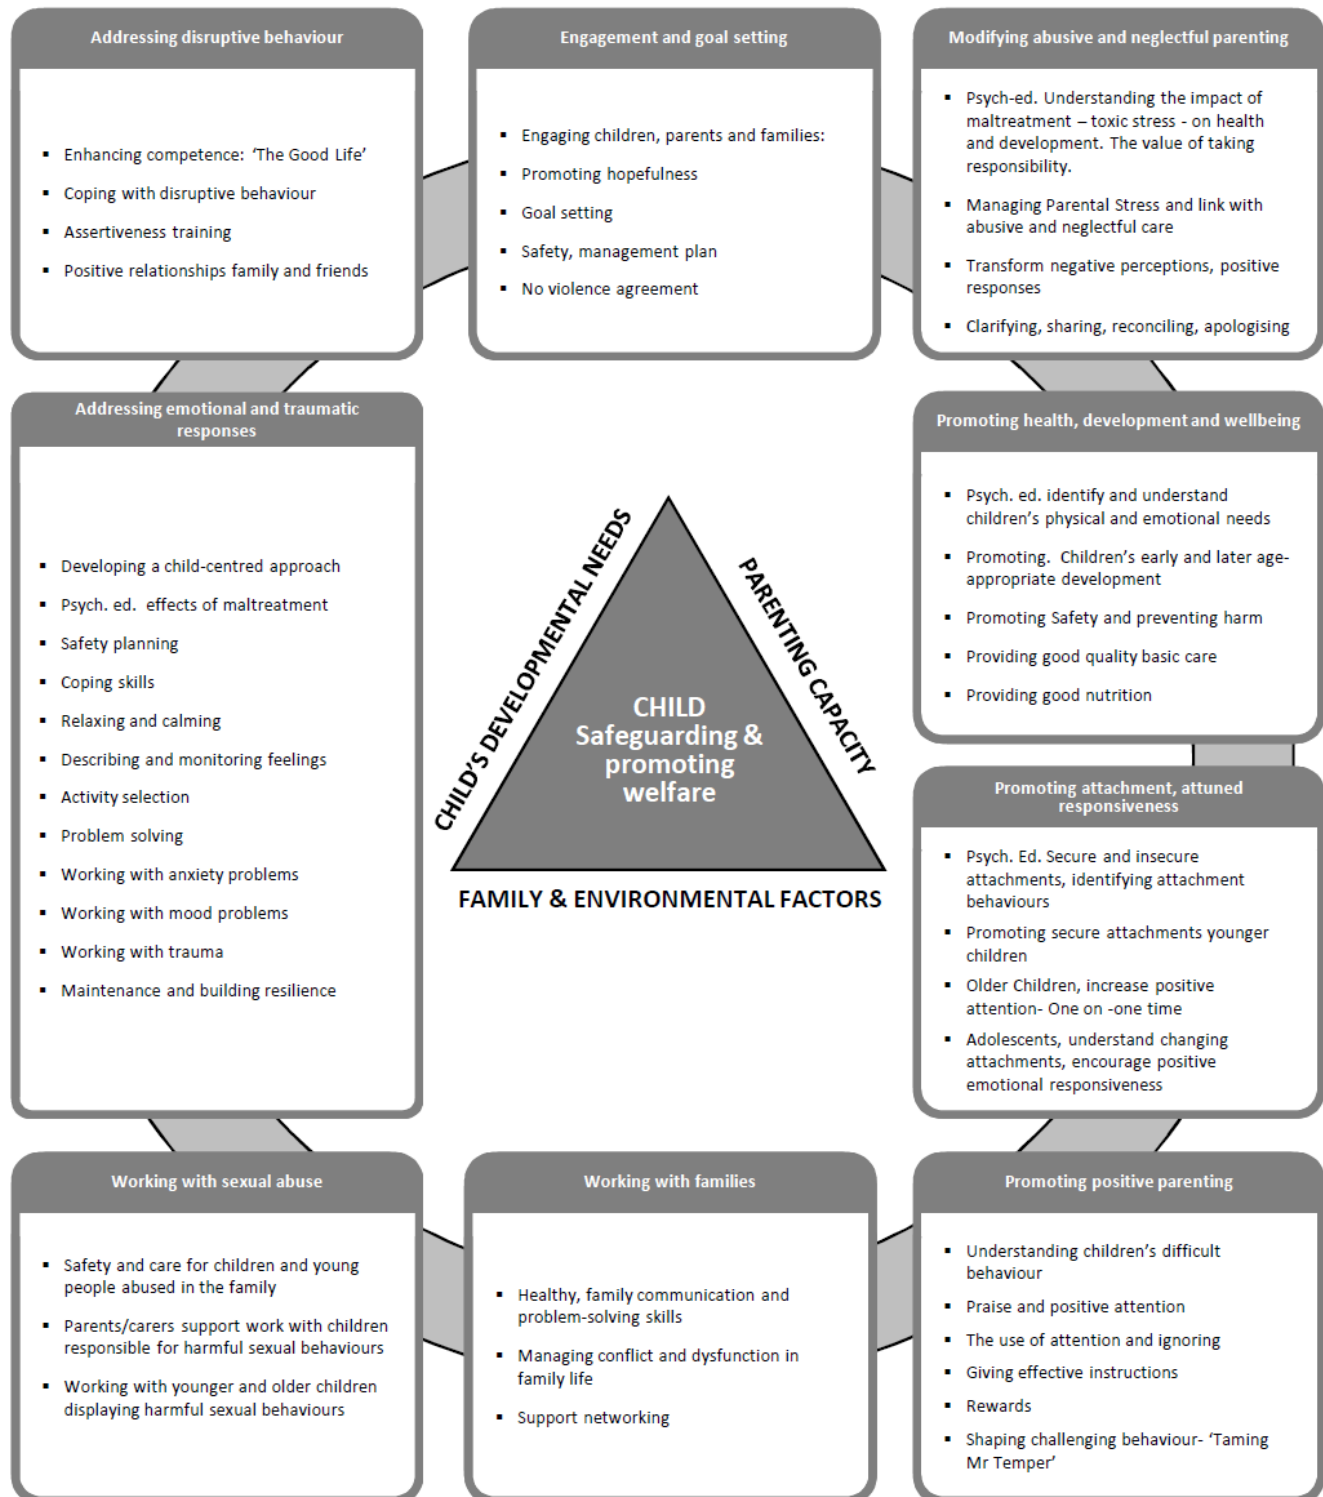 Addressing disruptive behaviour
▪ Enhancing competence: ‘The Good Life’
▪ Coping with disruptive behaviour
▪ Assertiveness training
▪ Positive relationships family and friends
Engagement and goal setting
▪ Engaging children, parents and families:
▪ Promoting hopefulness
▪ Goal setting
▪ Safety, management plan
▪ No violence agreement
Modifying abusive and neglectful parenting
▪ Psych-ed. Understanding the impact of
maltreatment – toxic stress - on health
and development. The value of taking
responsibility.
▪ Managing Parental Stress and link with
abusive and neglectful care
▪ Transform negative perceptions, positive
responses
▪ Clarifying, sharing, reconciling, apologising
Addressing emotional and traumatic
responses
▪ Developing a child-centred approach
▪ Psych. ed. effects of maltreatment
▪ Safety planning
▪ Coping skills
▪ Relaxing and calming
▪ Describing and monitoring feelings
▪ Activity selection
▪ Problem solving
▪ Working with anxiety problems
▪ Working with mood problems
▪ Working with trauma
▪ Maintenance and building resilience
CHILD’S DEVELOPMENTAL NEEDS
PARENTING CAPACITY
CHILD
Safeguarding &
promoting
welfare
FAMILY & ENVIRONMENTAL FACTORS
Promoting health, development and wellbeing
▪ Psych. ed. identify and understand
children’s physical and emotional needs
▪ Promoting. Children’s early and later age-
appropriate development
▪ Promoting Safety and preventing harm
▪ Providing good quality basic care
▪ Providing good nutrition
Promoting attachment, attuned
responsiveness
▪ Psych. Ed. Secure and insecure
attachments, identifying attachment
behaviours
▪ Promoting secure attachments younger
children
▪ Older Children, increase positive
attention- One on -one time
▪ Adolescents, understand changing
attachments, encourage positive
emotional responsiveness
Working with sexual abuse
▪ Safety and care for children and young
people abused in the family
▪ Parents/carers support work with children
responsible for harmful sexual behaviours
▪ Working with younger and older children
displaying harmful sexual behaviours
Working with families
▪ Healthy, family communication and
problem-solving skills
▪ Managing conflict and dysfunction in
family life
▪ Support networking
Promoting positive parenting
▪ Understanding children’s difficult
behaviour
▪ Praise and positive attention
▪ The use of attention and ignoring
▪ Giving effective instructions
▪ Rewards
▪ Shaping challenging behaviour- ‘Taming
Mr Temper’